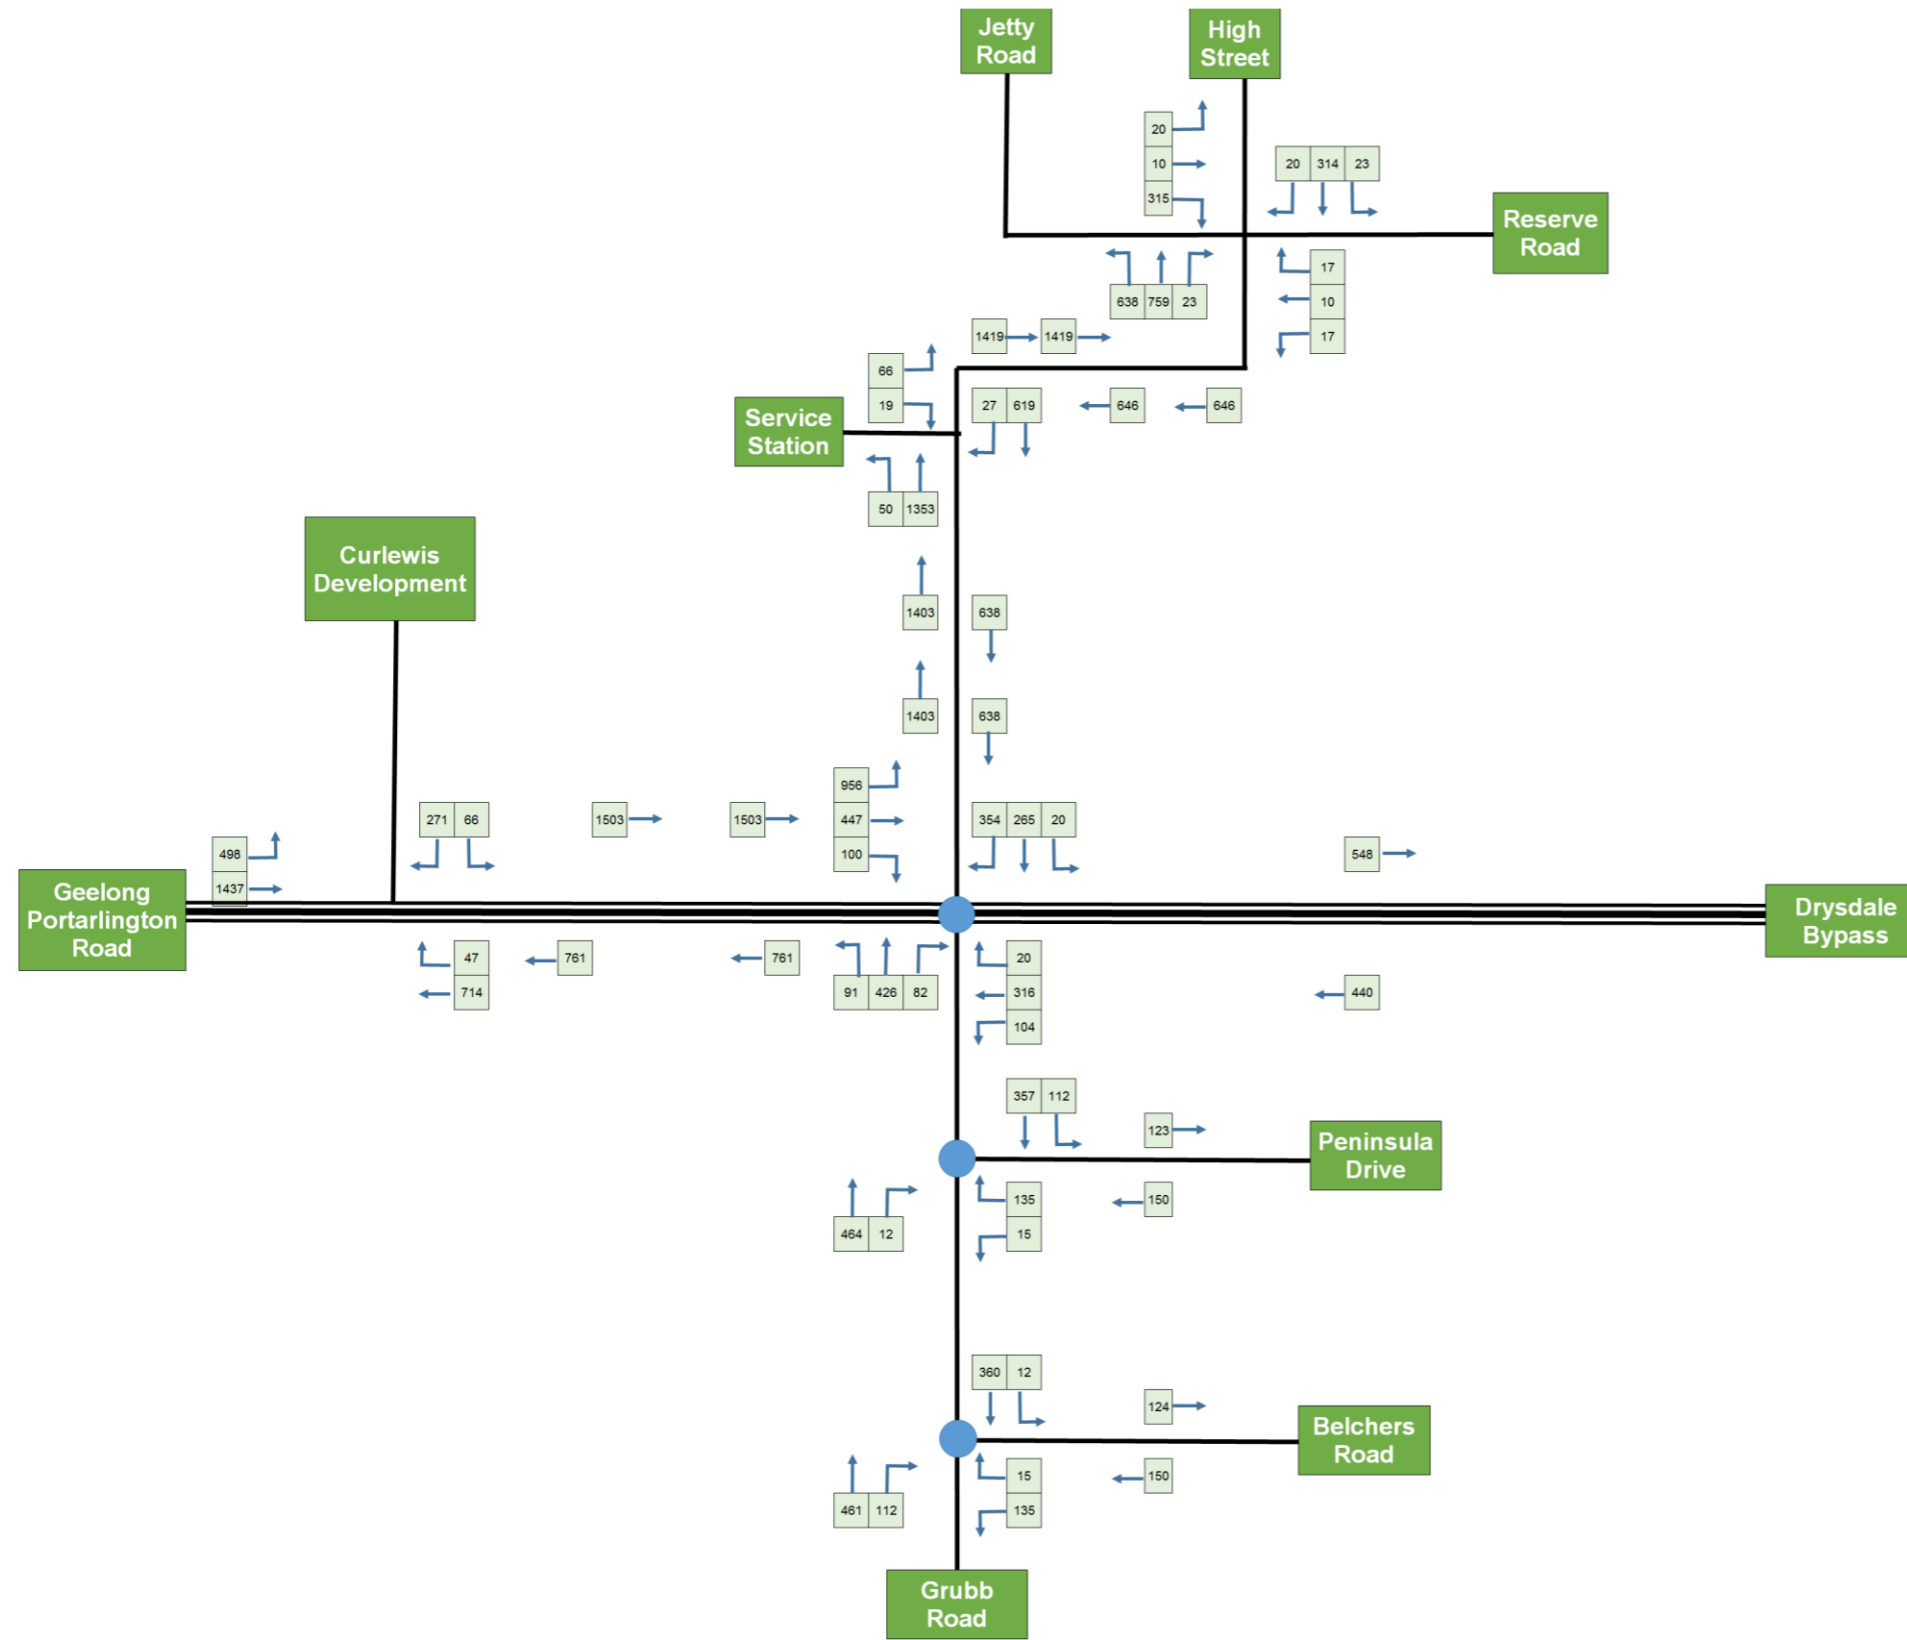 Jetty
Road
High
Street
20
10
315
20 314 23
Reserve
Road
638 759 23
17
10
17
1419 1419
66
19
27 619 646 646
Service
Station
50 1353
Curlewis
Development
1403 638
1403 638
956
447
100
271 66 1503 1503
354 265 20
548
498
1437
Geelong
Portarlington
Road
Drysdale
Bypass
47
714
761 761
91 426 82
20
316
104
440
357 112
123
Peninsula
Drive
135
15
150
464 12
360 12
124
Belchers
Road
15
135
150
461 112
Grubb
Road